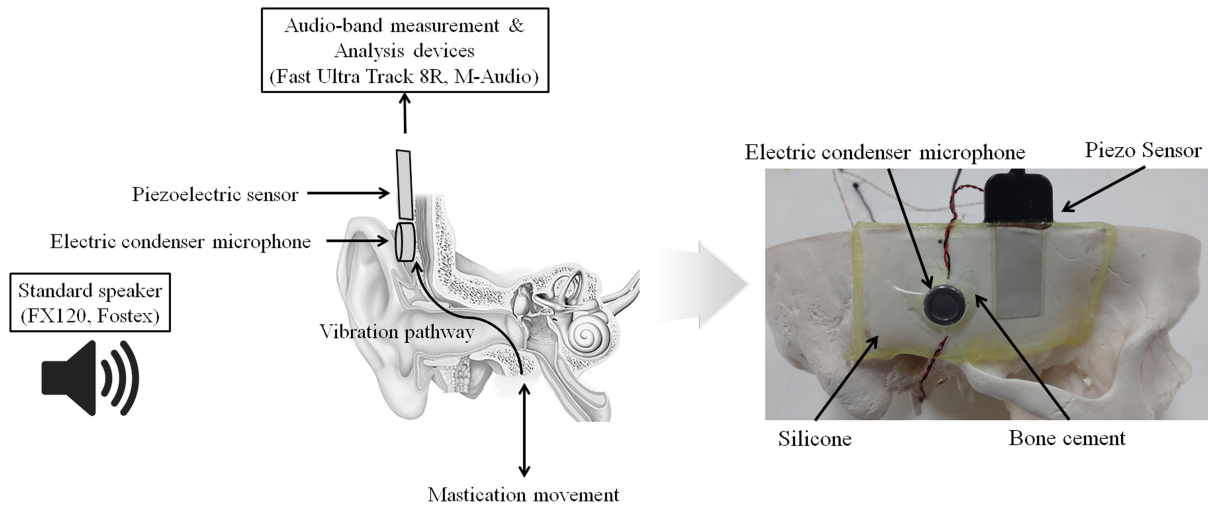 Audio-band measurement &
Analysis devices
(Fast Ultra Track 8R, M-Audio)
Piezoelectric sensor
Electric condenser microphone
Standard speaker
(FX120, Fostex)
Vibration pathway
Mastication movement
Electric condenser microphone
Piezo Sensor
Silicone
Bone cement